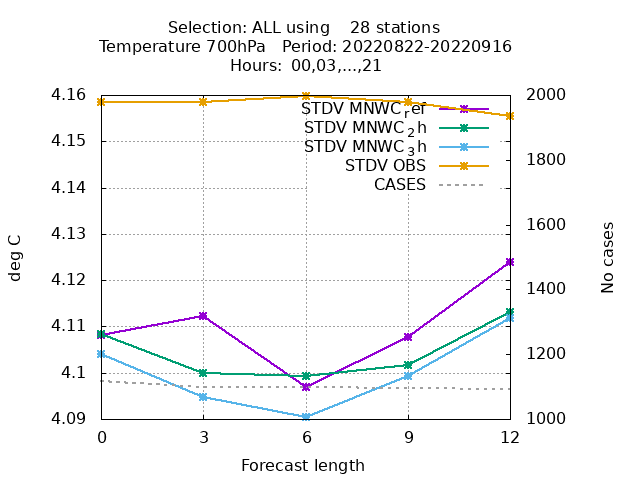 Selection: ALL using    28 stations
Temperature 700hPa   Period: 20220822-20220916
Hours: 00,03,...,21
4.16
4.15
4.14
4.13
4.12
4.11
4.1
4.09
deg C
STDV MNWC_ref
STDV MNWC_2h
STDV MNWC_3h
STDV OBS
CASES
2000
1800
1600
1400
1200
1000
No cases
0 3 6 9 12
Forecast length